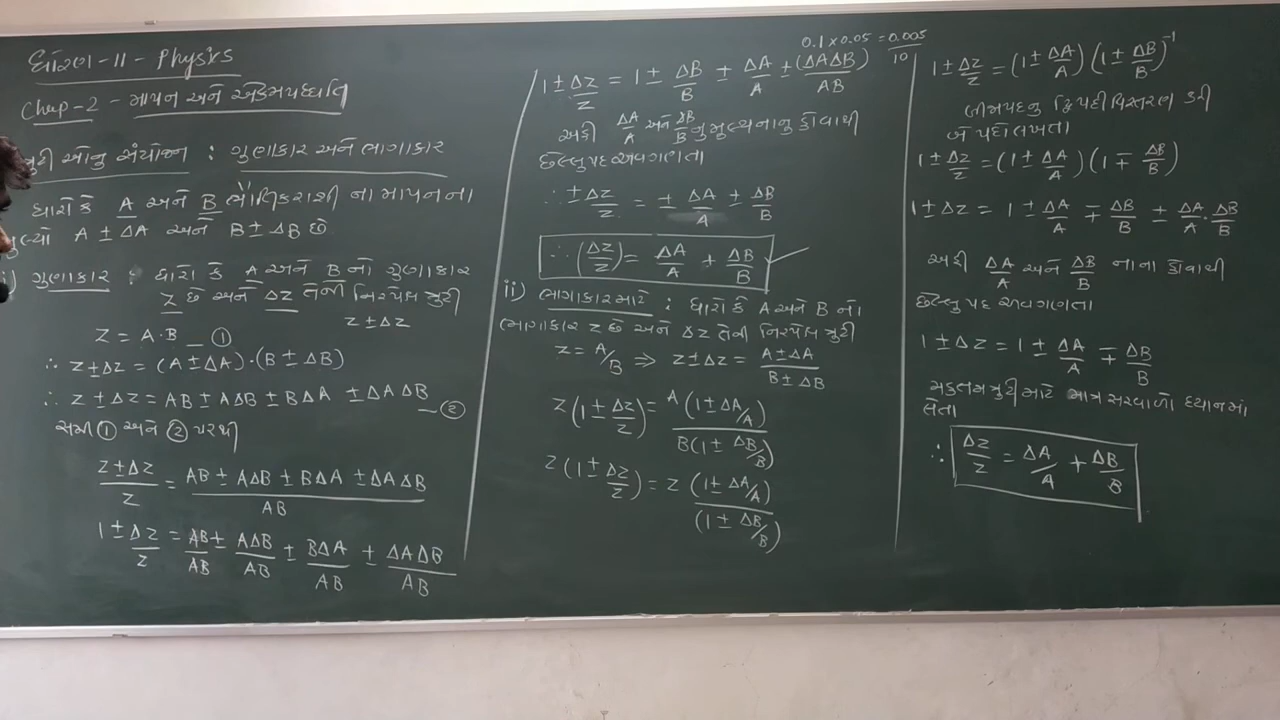 ધોરણ-11 - Physics
Chap-2 - માપન અને એકમપધ્ધતિ
ત્રુટીઓનુ સંયોજન : ગુણાકાર અને ભાગાકાર
ધારોકે A અને B ભૌતિકરાશી ના માપનના
મુલ્યો A ± ΔA અને B ± ΔB છે
i) ગુણાકાર : ધારો કે A અને B નો ગુણાકાર
Z છે અને ΔZ તેની નિરપેક્ષ ત્રુટી
Z ± ΔZ
Z = A·B — ①
∴ Z ± ΔZ = (A ± ΔA)·(B ± ΔB)
∴ Z ± ΔZ = AB ± AΔB ± BΔA ± ΔAΔB — ②
સમી ① અને ② પરથી
(Z ± ΔZ)/Z = (AB ± AΔB ± BΔA ± ΔAΔB)/AB
1 ± ΔZ/Z = AB/AB ± AΔB/AB ± BΔA/AB ± ΔAΔB/AB
0.1 × 0.05 = 0.005/10
1 ± ΔZ/Z = 1 ± ΔB/B ± ΔA/A ± (ΔAΔB)/AB
અહી ΔA/A અને ΔB/B નુ મુલ્ય નાનુ હોવાથી
છેલ્લુપદ અવગણતા
∴ ± ΔZ/Z = ± ΔA/A ± ΔB/B
∴ (ΔZ/Z) = ΔA/A + ΔB/B
ii) ભાગાકાર માટે : ધારો કે A અને B નો
ભાગાકાર Z છે અને ΔZ તેની નિરપેક્ષ ત્રુટી
Z = A/B ⇒ Z ± ΔZ = (A ± ΔA)/(B ± ΔB)
Z(1 ± ΔZ/Z) = A(1 ± ΔA/A)/B(1 ± ΔB/B)
Z(1 ± ΔZ/Z) = Z (1 ± ΔA/A)/(1 ± ΔB/B)
1 ± ΔZ/Z = (1 ± ΔA/A)(1 ± ΔB/B)⁻¹
દ્વિપદી વિસ્તરણ કરી
બે પદો લખતા
1 ± ΔZ/Z = (1 ± ΔA/A)(1 ∓ ΔB/B)
1 ± ΔZ = 1 ± ΔA/A ∓ ΔB/B ± ΔA/A·ΔB/B
અહી ΔA/A અને ΔB/B નાના હોવાથી
છેલ્લુ પદ અવગણતા
1 ± ΔZ = 1 ± ΔA/A ∓ ΔB/B
મહત્તમ ત્રુટી માટે માત્ર સરવાળો ધ્યાનમાં
લેતા
∴ ΔZ/Z = ΔA/A + ΔB/B